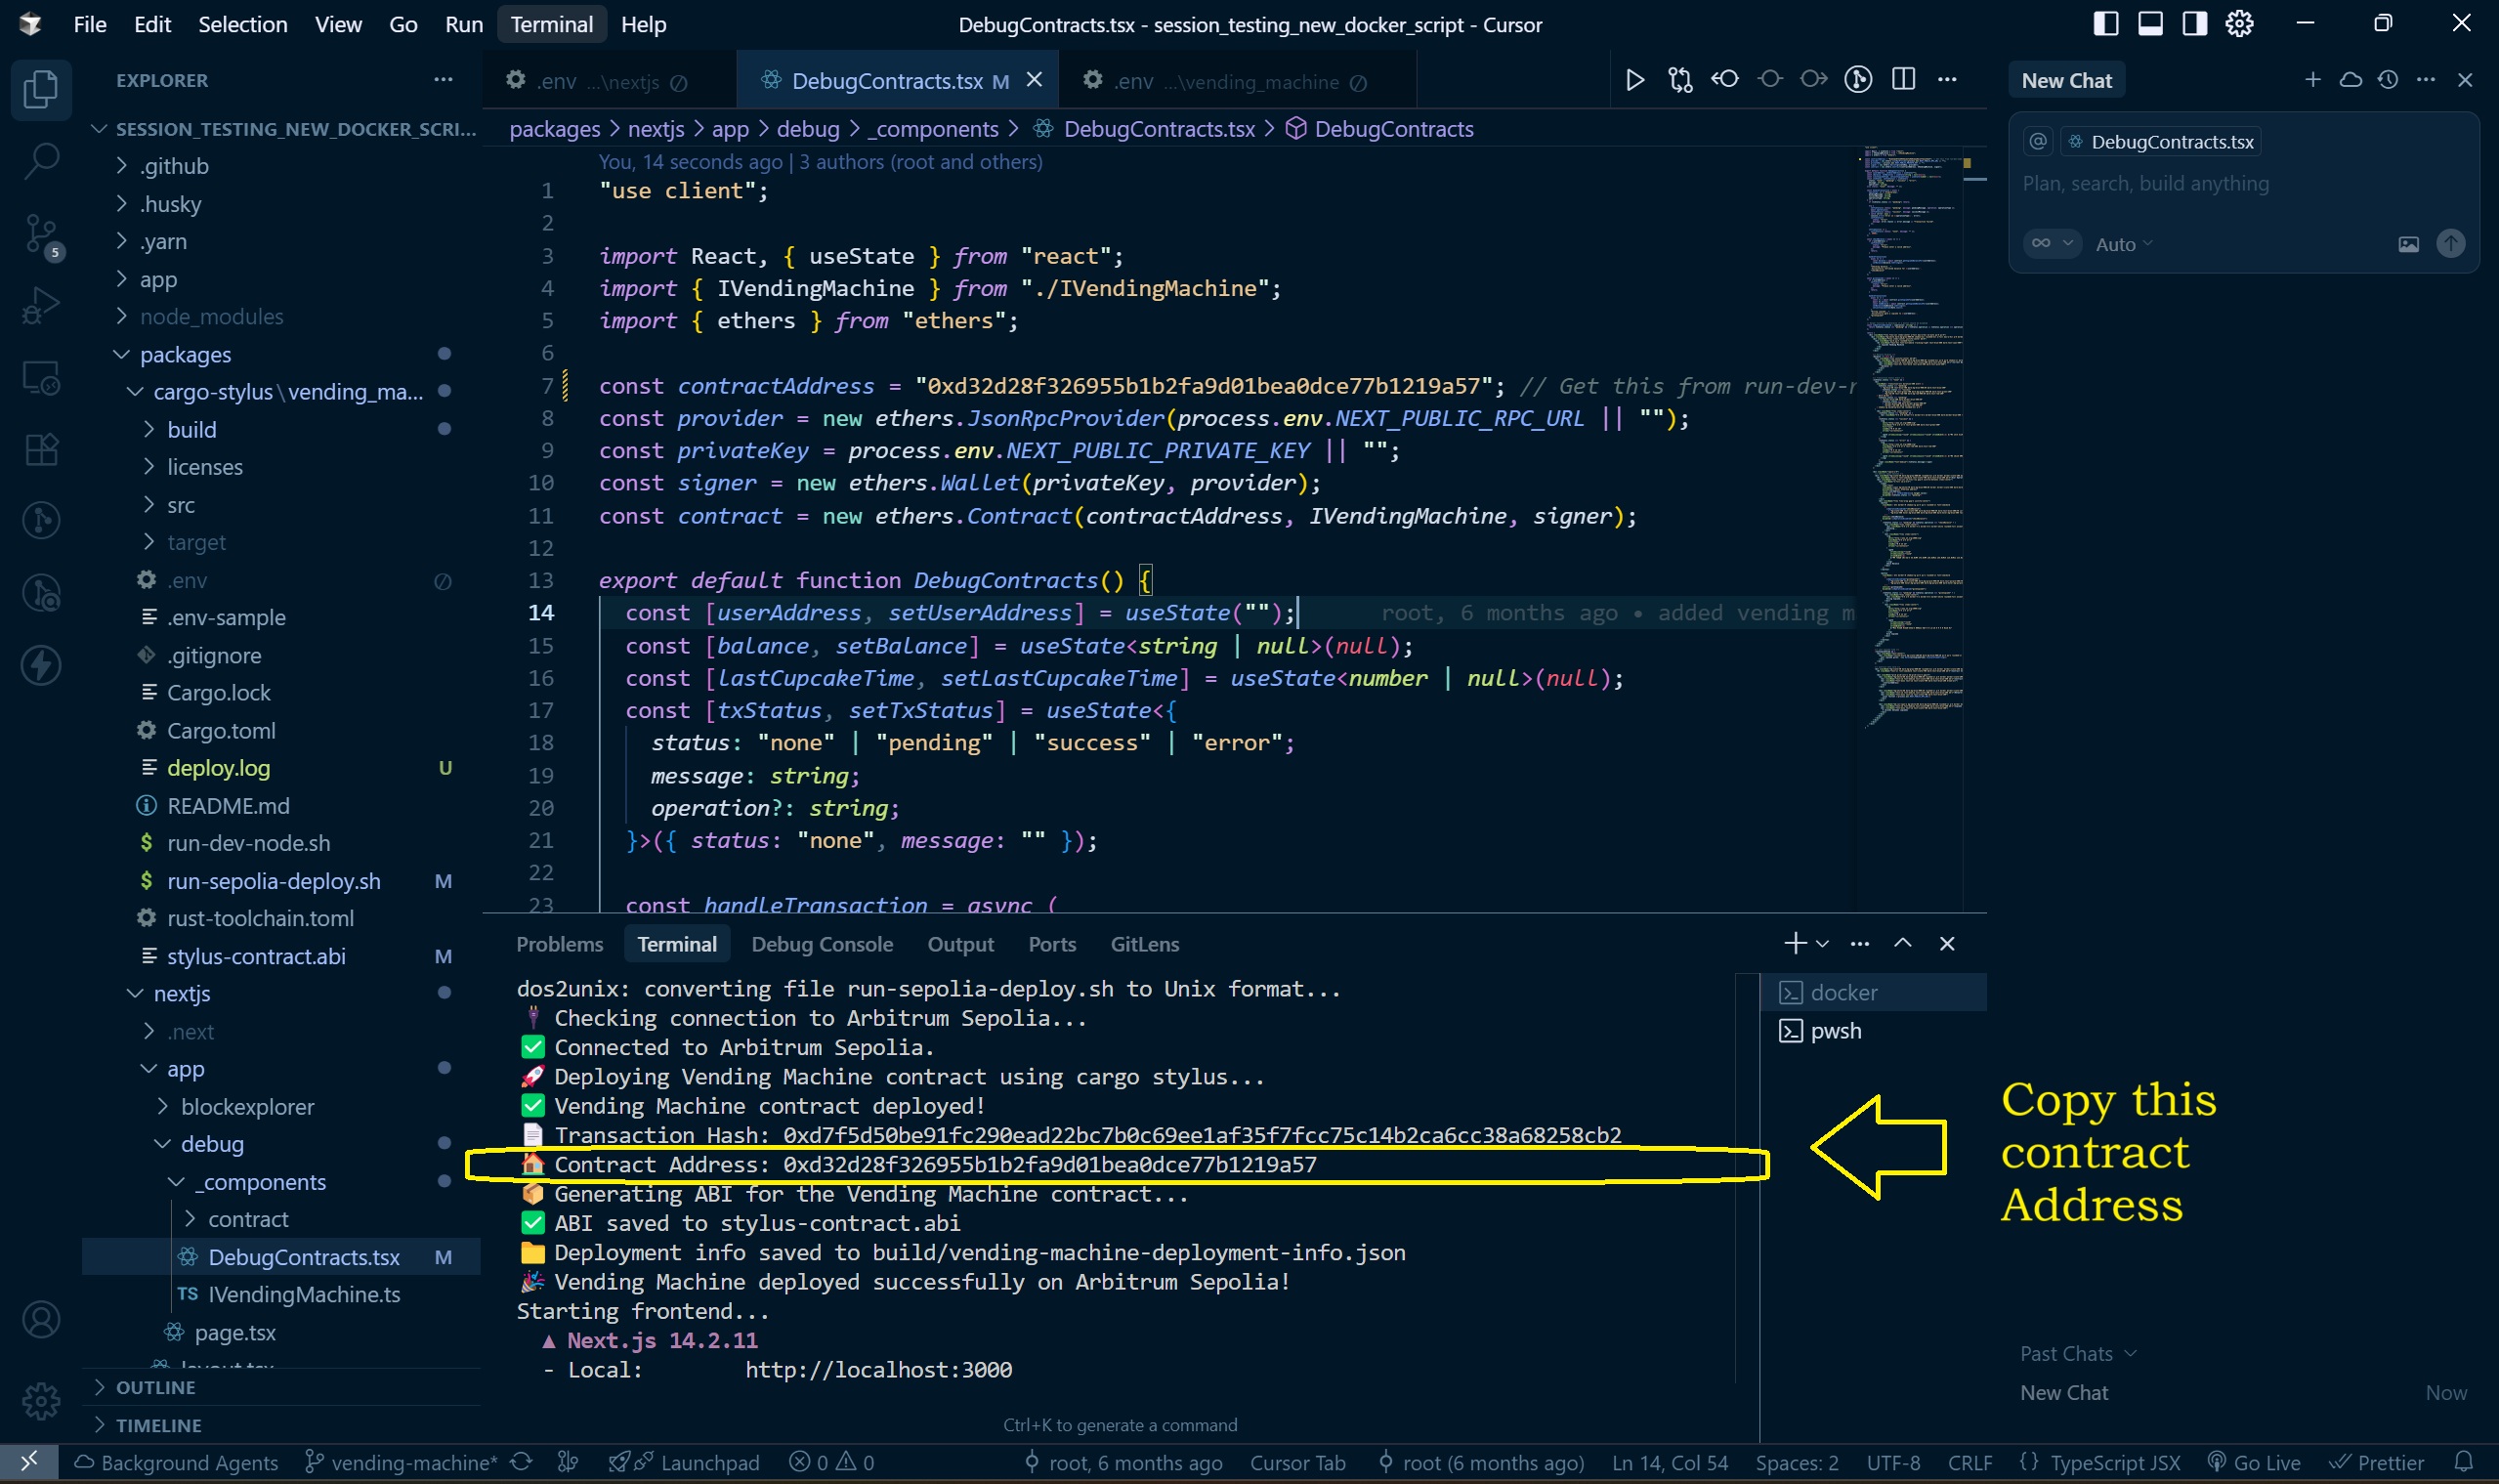 File Edit Selection View Go Run Terminal Help
DebugContracts.tsx - session_testing_new_docker_script - Cursor
EXPLORER
SESSION_TESTING_NEW_DOCKER_SCRI...
.github
.husky
.yarn
app
node_modules
packages
cargo-stylus\vending_ma...
build
licenses
src
target
.env
.env-sample
.gitignore
Cargo.lock
Cargo.toml
deploy.log U
README.md
run-dev-node.sh
run-sepolia-deploy.sh M
rust-toolchain.toml
stylus-contract.abi M
nextjs
.next
app
blockexplorer
debug
_components
contract
DebugContracts.tsx M
TS IVendingMachine.ts
page.tsx
layout.tsx
OUTLINE
TIMELINE
5
.env ...\nextjs
DebugContracts.tsx M
.env ...\vending_machine
packages > nextjs > app > debug > _components > DebugContracts.tsx > DebugContracts
You, 14 seconds ago | 3 authors (root and others)
1 "use client";
2
3 import React, { useState } from "react";
4 import { IVendingMachine } from "./IVendingMachine";
5 import { ethers } from "ethers";
6
7 const contractAddress = "0xd32d28f326955b1b2fa9d01bea0dce77b1219a57"; // Get this from run-dev-r
8 const provider = new ethers.JsonRpcProvider(process.env.NEXT_PUBLIC_RPC_URL || "");
9 const privateKey = process.env.NEXT_PUBLIC_PRIVATE_KEY || "";
10 const signer = new ethers.Wallet(privateKey, provider);
11 const contract = new ethers.Contract(contractAddress, IVendingMachine, signer);
12
13 export default function DebugContracts() {
14 const [userAddress, setUserAddress] = useState(""); root, 6 months ago • added vending m
15 const [balance, setBalance] = useState<string | null>(null);
16 const [lastCupcakeTime, setLastCupcakeTime] = useState<number | null>(null);
17 const [txStatus, setTxStatus] = useState<{
18 status: "none" | "pending" | "success" | "error";
19 message: string;
20 operation?: string;
21 }>({ status: "none", message: "" });
22
23 const handleTransaction = async (
Problems Terminal Debug Console Output Ports GitLens
dos2unix: converting file run-sepolia-deploy.sh to Unix format...
Checking connection to Arbitrum Sepolia...
✅ Connected to Arbitrum Sepolia.
🚀 Deploying Vending Machine contract using cargo stylus...
✅ Vending Machine contract deployed!
📄 Transaction Hash: 0xd7f5d50be91fc290ead22bc7b0c69ee1af35f7fcc75c14b2ca6cc38a68258cb2
🏠 Contract Address: 0xd32d28f326955b1b2fa9d01bea0dce77b1219a57
📦 Generating ABI for the Vending Machine contract...
✅ ABI saved to stylus-contract.abi
📁 Deployment info saved to build/vending-machine-deployment-info.json
🎉 Vending Machine deployed successfully on Arbitrum Sepolia!
Starting frontend...
▲ Next.js 14.2.11
- Local: http://localhost:3000
Ctrl+K to generate a command
docker
pwsh
New Chat
@ DebugContracts.tsx
Plan, search, build anything
∞ Auto
Copy this
contract
Address
Past Chats
New Chat Now
Background Agents vending-machine* Launchpad 0 0 root, 6 months ago Cursor Tab root (6 months ago) Ln 14, Col 54 Spaces: 2 UTF-8 CRLF {} TypeScript JSX Go Live Prettier